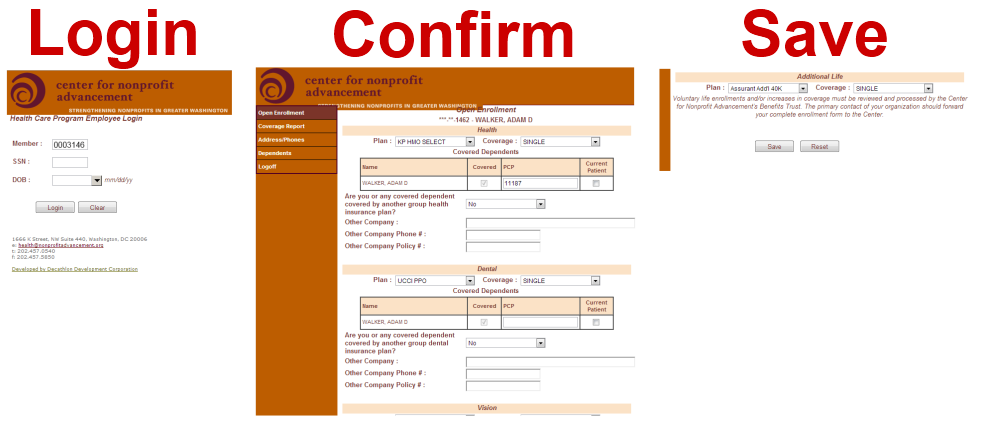 Login
center for nonprofit
advancement
STRENGTHENING NONPROFITS IN GREATER WASHINGTON
Health Care Program Employee Login
Member : 0003146
SSN :
DOB : mm/dd/yy
Login Clear
1666 K Street, NW Suite 440, Washington, DC 20006
e: health@nonprofitadvancement.org
t: 202.457.0540
f: 202.457.5850
Developed by Decathlon Development Corporation
Confirm
center for nonprofit
advancement
STRENGTHENING NONPROFITS IN GREATER WASHINGTON
Open Enrollment
Coverage Report
Address/Phones
Dependents
Logoff
Open Enrollment
***-**-1462 - WALKER, ADAM D
Health
Plan : KP HMO SELECT Coverage : SINGLE
Covered Dependents
Name Covered PCP Current Patient
WALKER, ADAM D 11187
Are you or any covered dependent
covered by another group health
insurance plan?
No
Other Company :
Other Company Phone # :
Other Company Policy # :
Dental
Plan : UCCI PPO Coverage : SINGLE
Covered Dependents
Name Covered PCP Current Patient
WALKER, ADAM D
Are you or any covered dependent
covered by another group dental
insurance plan?
No
Other Company :
Other Company Phone # :
Other Company Policy # :
Vision
Save
Additional Life
Plan : Assurant Add'l 40K Coverage : SINGLE
Voluntary life enrollments and/or increases in coverage must be reviewed and processed by the Center
for Nonprofit Advancement's Benefits Trust. The primary contact of your organization should forward
your complete enrollment form to the Center.
Save Reset